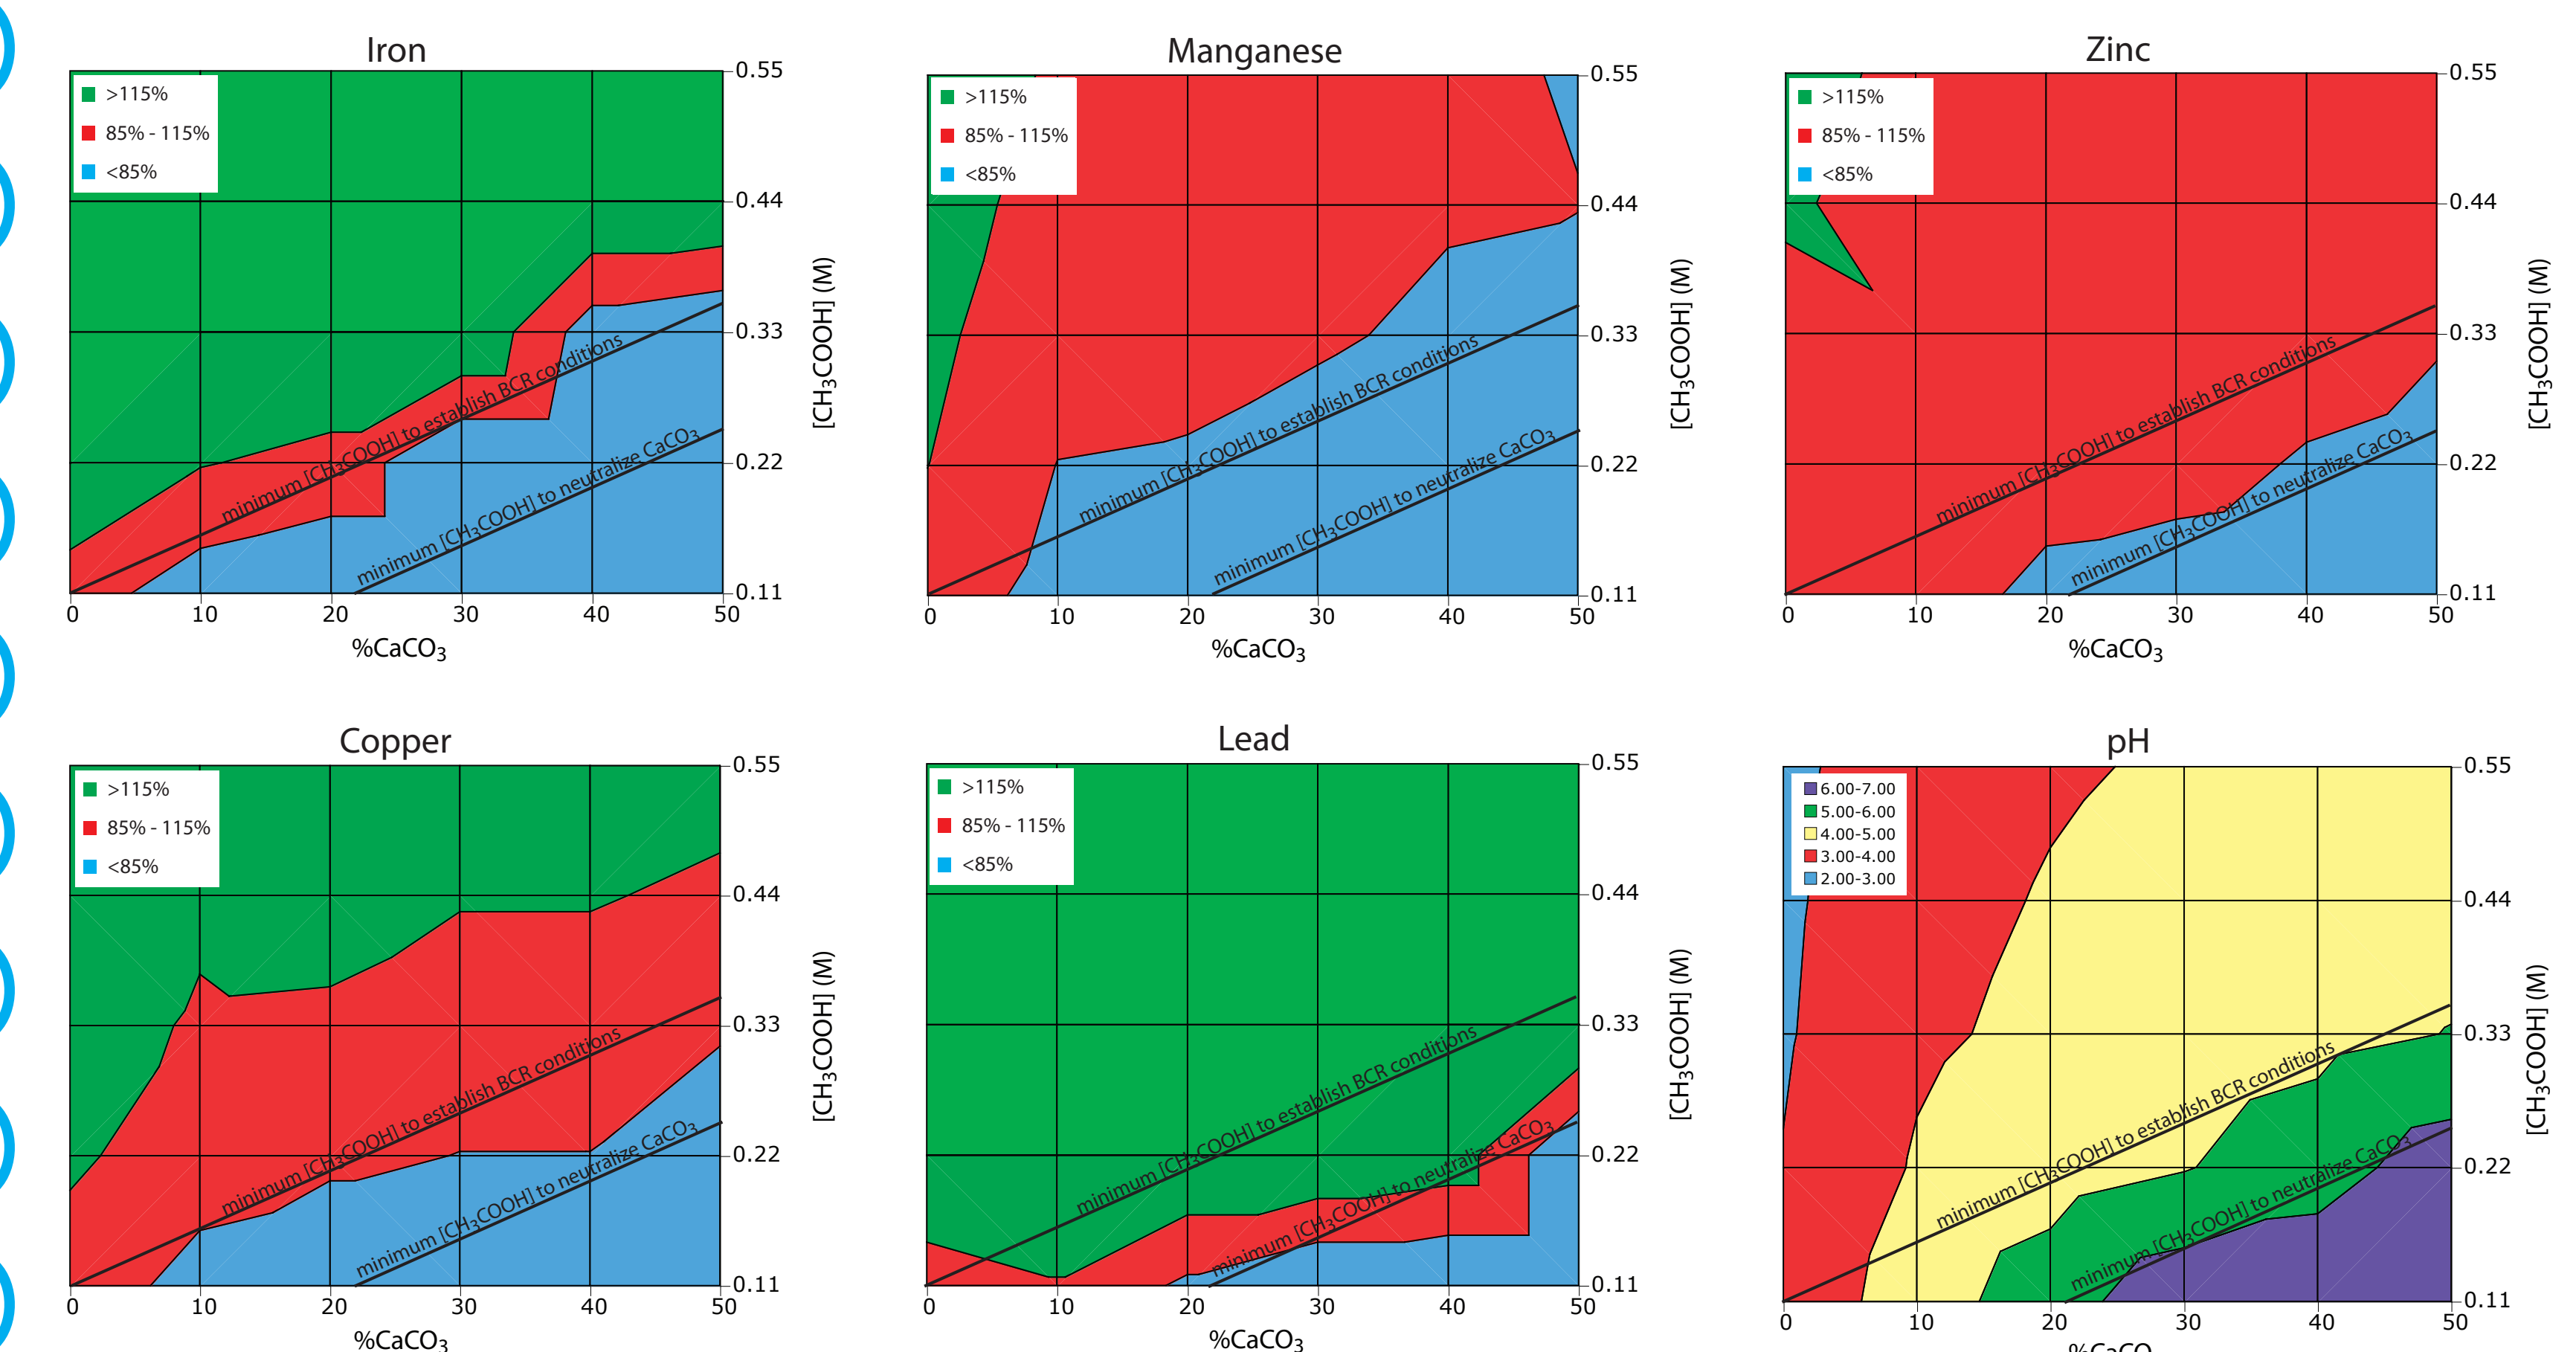 Iron
>115%
85% - 115%
<85%
minimum [CH₃COOH] to establish BCR conditions
minimum [CH₃COOH] to neutralize CaCO₃
0.55
0.44
0.33
0.22
0.11
[CH₃COOH] (M)
0 10 20 30 40 50
%CaCO₃
Manganese
>115%
85% - 115%
<85%
minimum [CH₃COOH] to establish BCR conditions
minimum [CH₃COOH] to neutralize CaCO₃
0.55
0.44
0.33
0.22
0.11
[CH₃COOH] (M)
0 10 20 30 40 50
%CaCO₃
Zinc
>115%
85% - 115%
<85%
minimum [CH₃COOH] to establish BCR conditions
minimum [CH₃COOH] to neutralize CaCO₃
0.55
0.44
0.33
0.22
0.11
[CH₃COOH] (M)
0 10 20 30 40 50
%CaCO₃
Copper
>115%
85% - 115%
<85%
minimum [CH₃COOH] to establish BCR conditions
minimum [CH₃COOH] to neutralize CaCO₃
0.55
0.44
0.33
0.22
0.11
[CH₃COOH] (M)
0 10 20 30 40 50
%CaCO₃
Lead
>115%
85% - 115%
<85%
minimum [CH₃COOH] to establish BCR conditions
minimum [CH₃COOH] to neutralize CaCO₃
0.55
0.44
0.33
0.22
0.11
[CH₃COOH] (M)
0 10 20 30 40 50
%CaCO₃
pH
6.00-7.00
5.00-6.00
4.00-5.00
3.00-4.00
2.00-3.00
minimum [CH₃COOH] to establish BCR conditions
minimum [CH₃COOH] to neutralize CaCO₃
0.55
0.44
0.33
0.22
0.11
[CH₃COOH] (M)
0 10 20 30 40 50
%CaCO